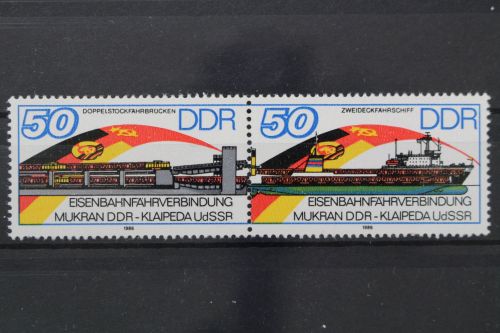 50 DOPPELSTOCKFÄHRBRÜCKEN
DDR
EISENBAHNFÄHRVERBINDUNG
MUKRAN DDR - KLAIPEDA UdSSR
1986
50 ZWEIDECKFÄHRSCHIFF
DDR
EISENBAHNFÄHRVERBINDUNG
MUKRAN DDR - KLAIPEDA UdSSR
1986